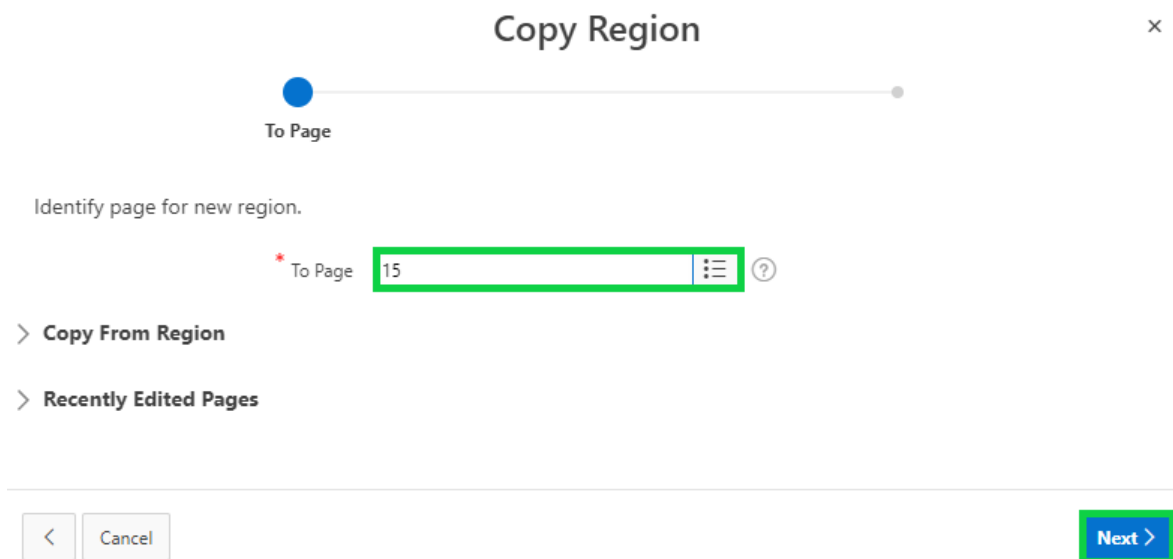 Copy Region
To Page
Identify page for new region.
* To Page 15
Copy From Region
Recently Edited Pages
Cancel Next